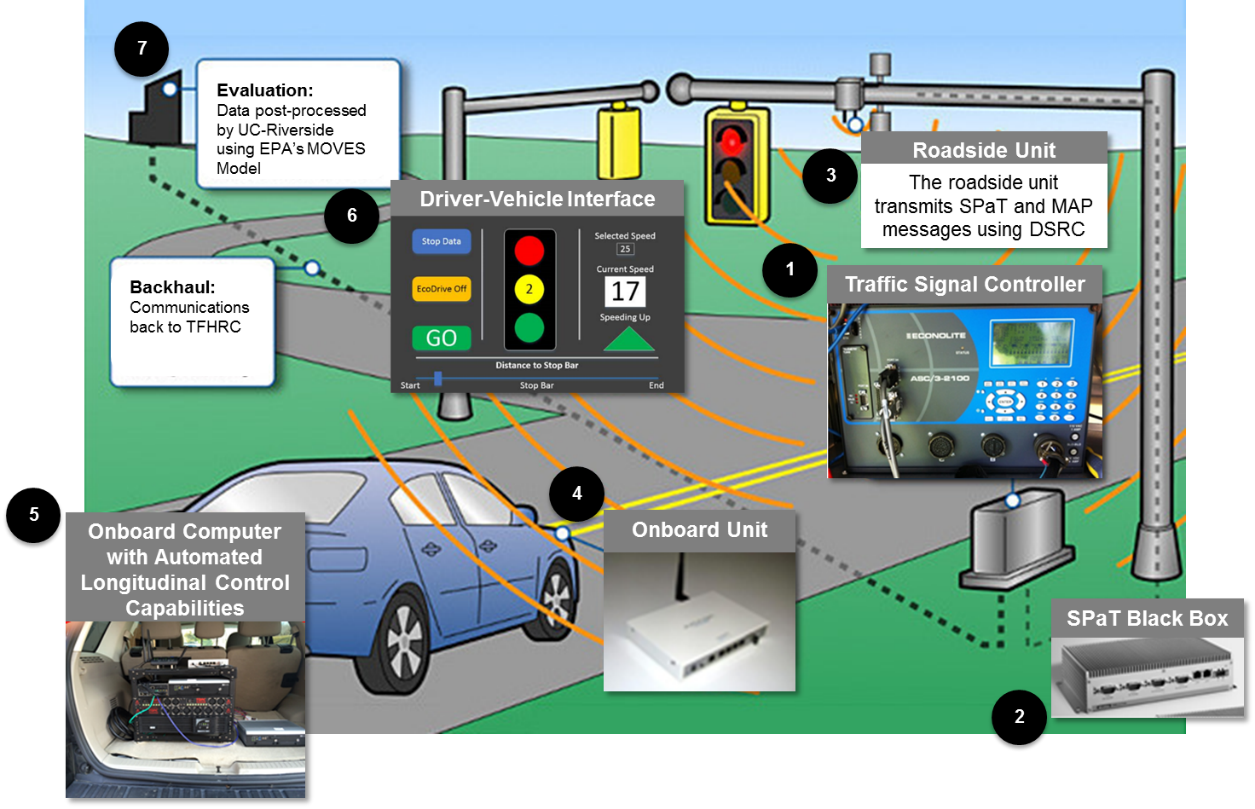 7
Evaluation:
Data post-processed
by UC-Riverside
using EPA's MOVES
Model
3
Roadside Unit
The roadside unit
transmits SPaT and MAP
messages using DSRC
6
Driver-Vehicle Interface
Stop Data
EcoDrive Off
GO
2
Selected Speed
25
Current Speed
17
Speeding Up
Distance to Stop Bar
Start
Stop Bar
End
1
Traffic Signal Controller
ECONOLITE
STATUS
ASC/3-2100
Backhaul:
Communications
back to TFHRC
4
Onboard Unit
5
Onboard Computer
with Automated
Longitudinal Control
Capabilities
SPaT Black Box
2